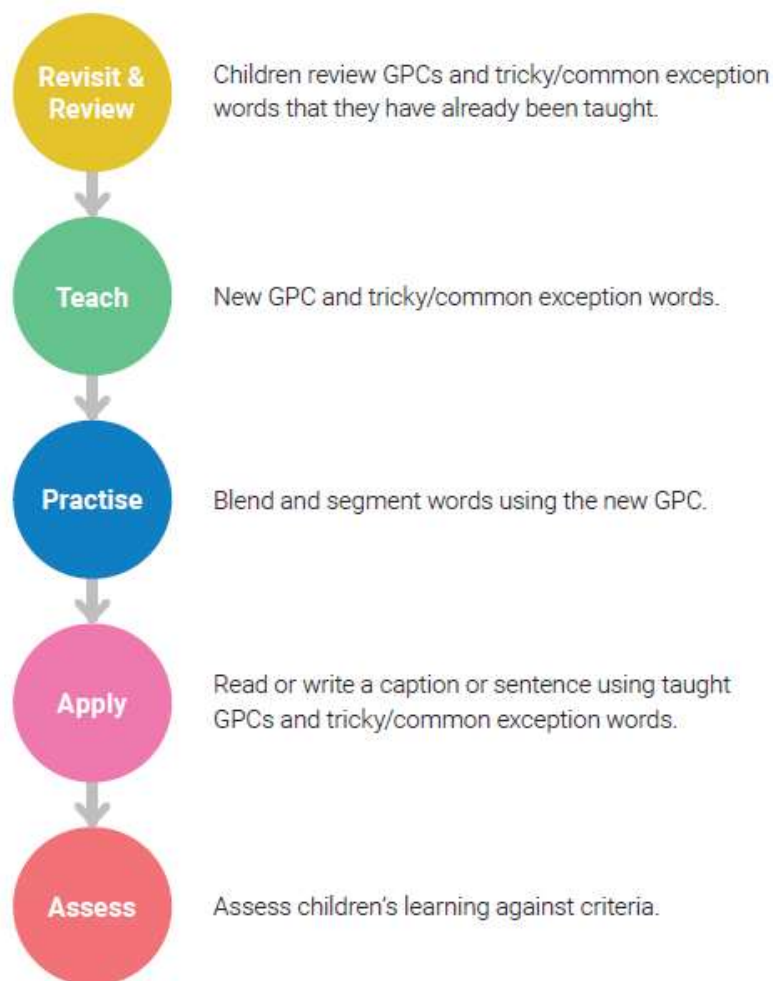 Revisit &
Review
Children review GPCs and tricky/common exception
words that they have already been taught.
Teach
New GPC and tricky/common exception words.
Practise
Blend and segment words using the new GPC.
Apply
Read or write a caption or sentence using taught
GPCs and tricky/common exception words.
Assess
Assess children's learning against criteria.